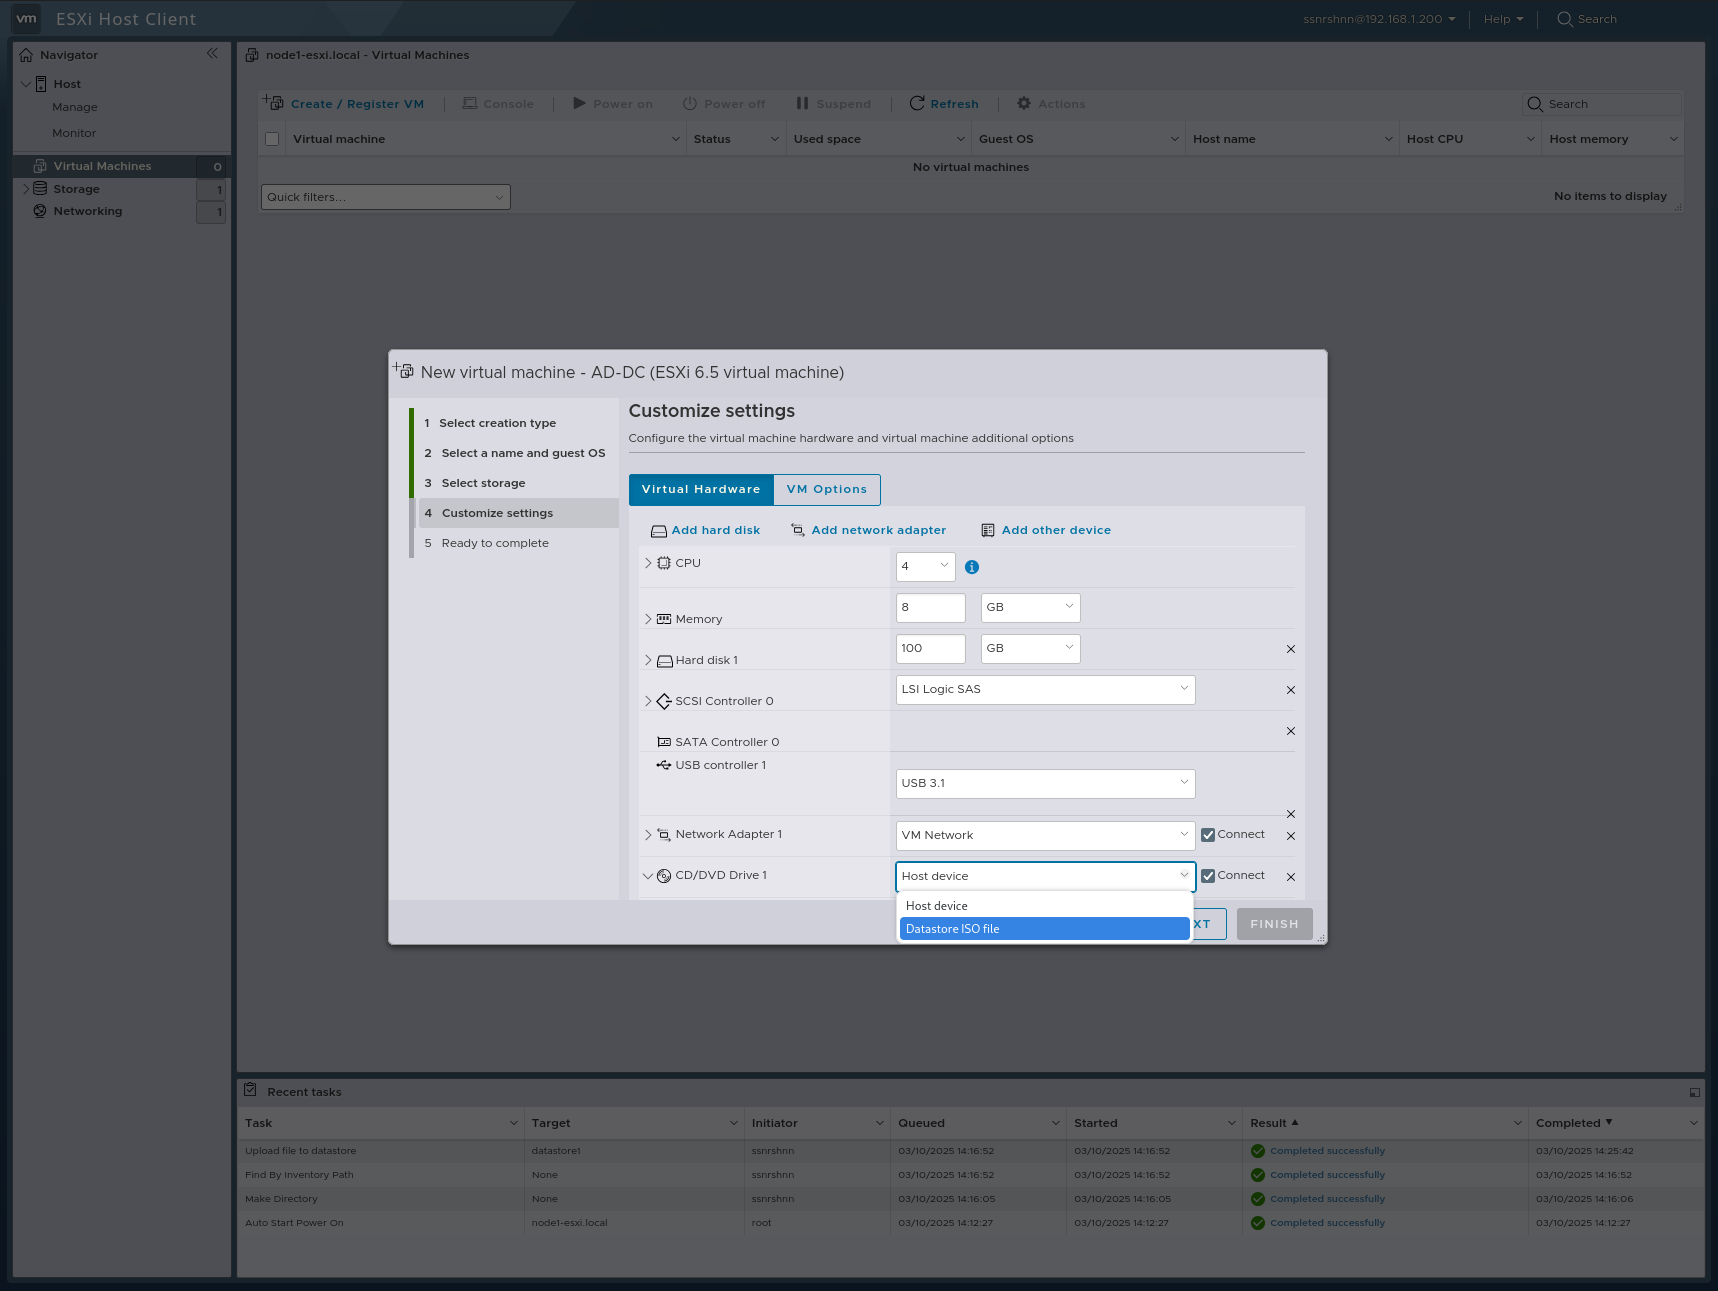 vm ESXi Host Client ssnrshnn@192.168.1.200 Help Search
Navigator
Host
Manage
Monitor
Virtual Machines 0
Storage 1
Networking 1
node1-esxi.local - Virtual Machines
Create / Register VM Console Power on Power off Suspend Refresh Actions Search
Virtual machine Status Used space Guest OS Host name Host CPU Host memory
No virtual machines
Quick filters... No items to display
New virtual machine - AD-DC (ESXi 6.5 virtual machine)
1 Select creation type
2 Select a name and guest OS
3 Select storage
4 Customize settings
5 Ready to complete
Customize settings
Configure the virtual machine hardware and virtual machine additional options
Virtual Hardware VM Options
Add hard disk Add network adapter Add other device
CPU 4
Memory 8 GB
Hard disk 1 100 GB
SCSI Controller 0 LSI Logic SAS
SATA Controller 0
USB controller 1 USB 3.1
Network Adapter 1 VM Network Connect
CD/DVD Drive 1 Host device Connect
Host device
Datastore ISO file
XT FINISH
Recent tasks
Task Target Initiator Queued Started Result Completed
Upload file to datastore datastore1 ssnrshnn 03/10/2025 14:16:52 03/10/2025 14:16:52 Completed successfully 03/10/2025 14:25:42
Find By Inventory Path None ssnrshnn 03/10/2025 14:16:52 03/10/2025 14:16:52 Completed successfully 03/10/2025 14:16:52
Make Directory None ssnrshnn 03/10/2025 14:16:05 03/10/2025 14:16:05 Completed successfully 03/10/2025 14:16:06
Auto Start Power On node1-esxi.local root 03/10/2025 14:12:27 03/10/2025 14:12:27 Completed successfully 03/10/2025 14:12:27